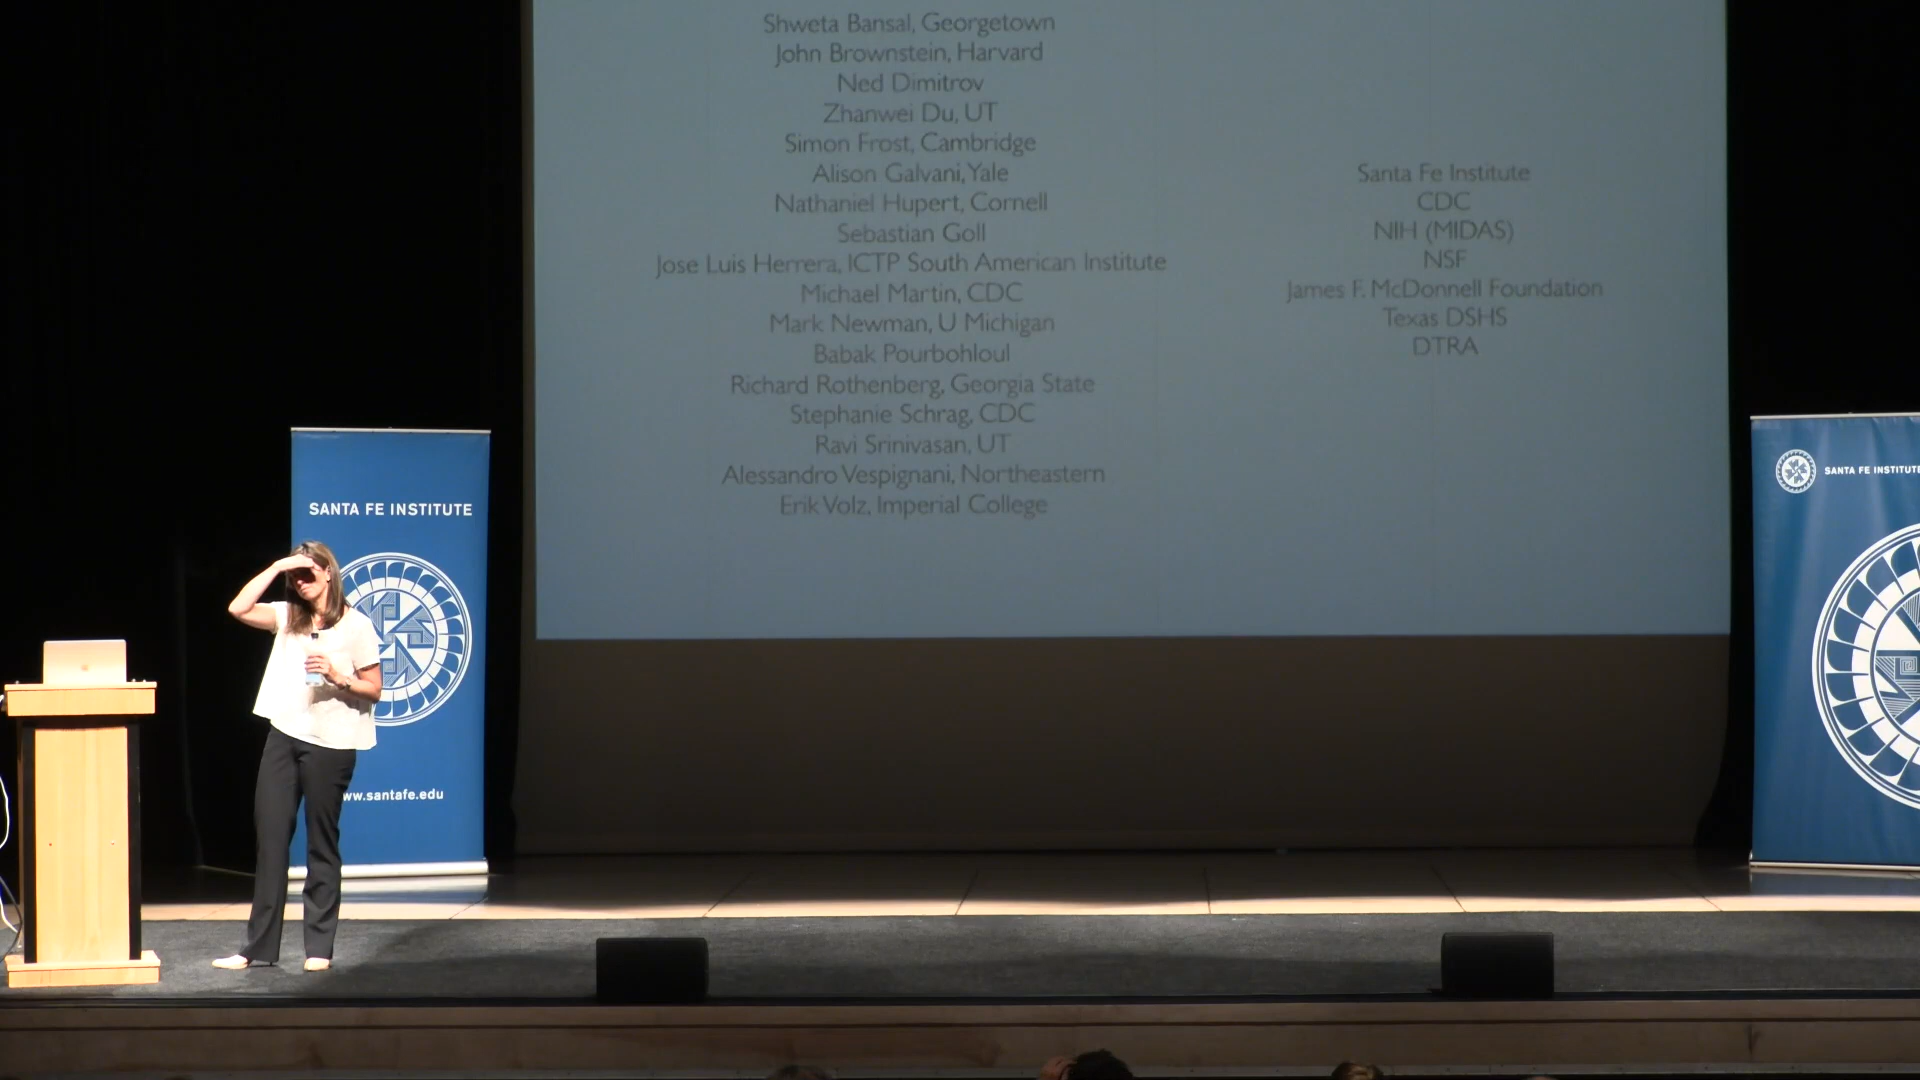 Shweta Bansal, Georgetown
John Brownstein, Harvard
Ned Dimitrov
Zhanwei Du, UT
Simon Frost, Cambridge
Alison Galvani, Yale
Nathaniel Hupert, Cornell
Sebastian Goll
Jose Luis Herrera, ICTP South American Institute
Michael Martin, CDC
Mark Newman, U Michigan
Babak Pourbohloul
Richard Rothenberg, Georgia State
Stephanie Schrag, CDC
Ravi Srinivasan, UT
Alessandro Vespignani, Northeastern
Erik Volz, Imperial College
Santa Fe Institute
CDC
NIH (MIDAS)
NSF
James F. McDonnell Foundation
Texas DSHS
DTRA
SANTA FE INSTITUTE
ww.santafe.edu
SANTA FE INSTITUTE